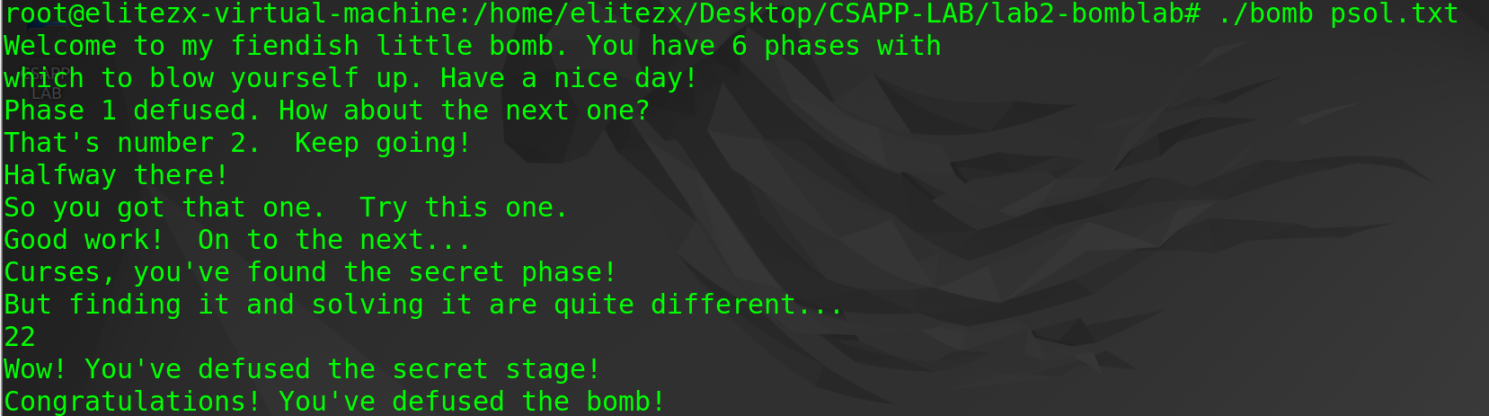 root@elitezx-virtual-machine:/home/elitezx/Desktop/CSAPP-LAB/lab2-bomblab# ./bomb psol.txt
Welcome to my fiendish little bomb. You have 6 phases with
which to blow yourself up. Have a nice day!
Phase 1 defused. How about the next one?
That's number 2.  Keep going!
Halfway there!
So you got that one.  Try this one.
Good work!  On to the next...
Curses, you've found the secret phase!
But finding it and solving it are quite different...
22
Wow! You've defused the secret stage!
Congratulations! You've defused the bomb!